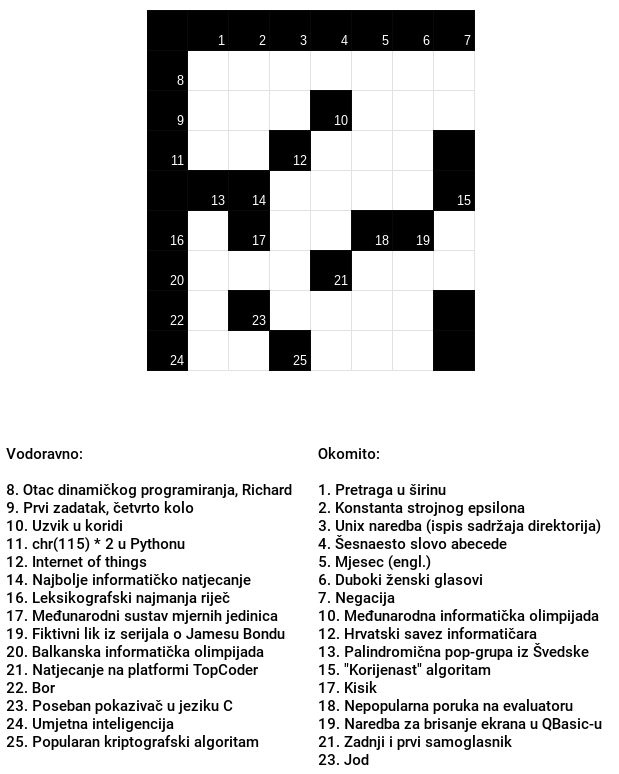 1 2 3 4 5 6 7
8
9 10
11 12
13 14 15
16 17 18 19
20 21
22 23
24 25
Vodoravno:
8. Otac dinamičkog programiranja, Richard
9. Prvi zadatak, četvrto kolo
10. Uzvik u koridi
11. chr(115) * 2 u Pythonu
12. Internet of things
14. Najbolje informatičko natjecanje
16. Leksikografski najmanja riječ
17. Međunarodni sustav mjernih jedinica
19. Fiktivni lik iz serijala o Jamesu Bondu
20. Balkanska informatička olimpijada
21. Natjecanje na platformi TopCoder
22. Bor
23. Poseban pokazivač u jeziku C
24. Umjetna inteligencija
25. Popularan kriptografski algoritam
Okomito:
1. Pretraga u širinu
2. Konstanta strojnog epsilona
3. Unix naredba (ispis sadržaja direktorija)
4. Šesnaesto slovo abecede
5. Mjesec (engl.)
6. Duboki ženski glasovi
7. Negacija
10. Međunarodna informatička olimpijada
12. Hrvatski savez informatičara
13. Palindromična pop-grupa iz Švedske
15. "Korijenast" algoritam
17. Kisik
18. Nepopularna poruka na evaluatoru
19. Naredba za brisanje ekrana u QBasic-u
21. Zadnji i prvi samoglasnik
23. Jod